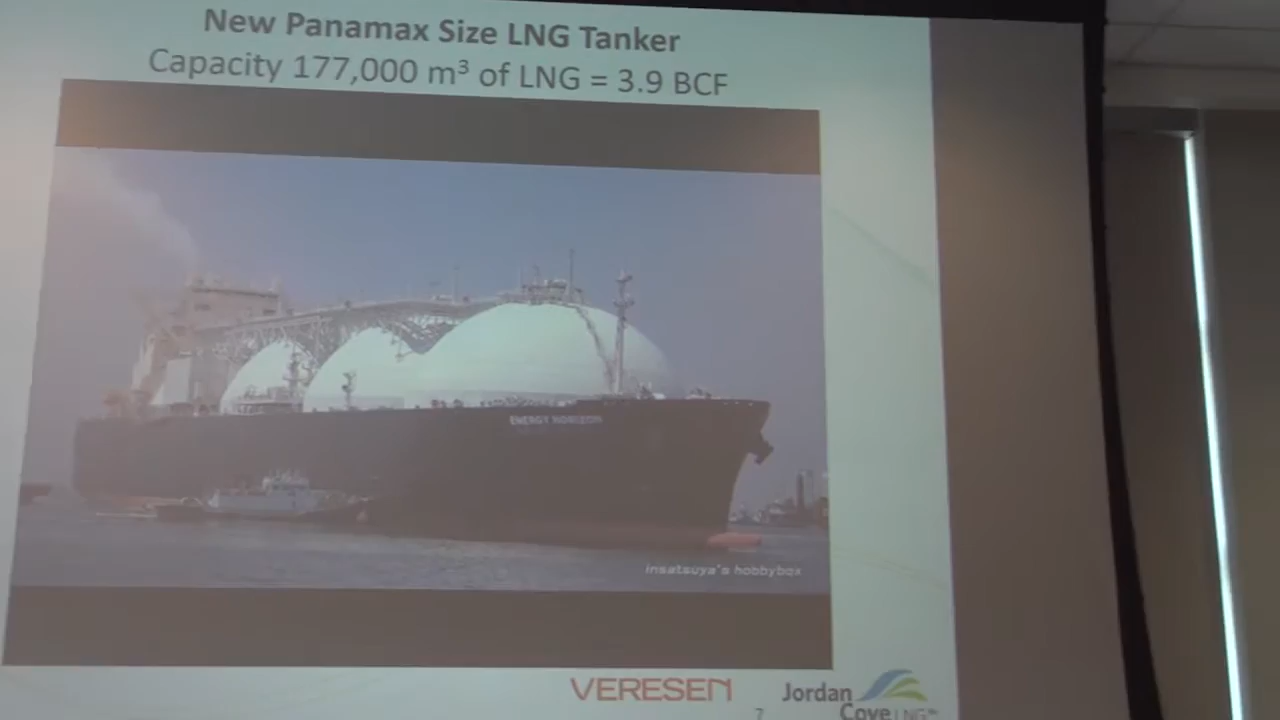 New Panamax Size LNG Tanker
Capacity 177,000 m³ of LNG = 3.9 BCF
ENERGY HORIZON
insatsuya's hobbybox
VERESEN
Jordan
Cove LNG
7